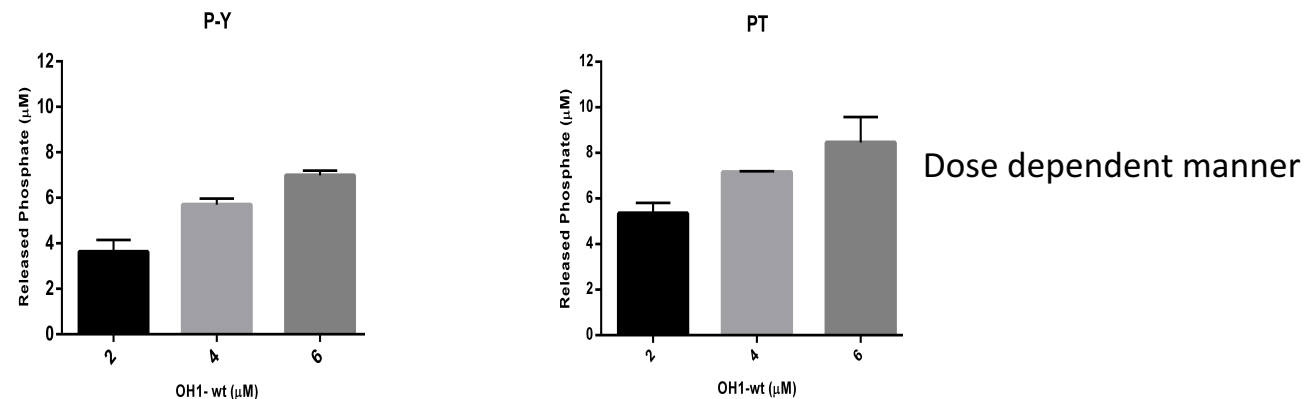 P-Y
Released Phosphate (μM)
12
10
8
6
4
2
0
2
4
6
OH1- wt (μM)
PT
Released Phosphate (μM)
12
10
8
6
4
2
0
2
4
6
OH1-wt (μM)
Dose dependent manner